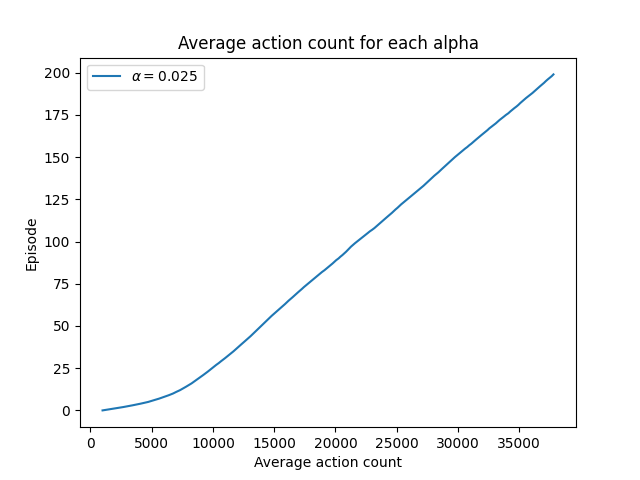 Average action count for each alpha
α = 0.025
200
175
150
125
100
75
50
25
0
Episode
0 5000 10000 15000 20000 25000 30000 35000
Average action count